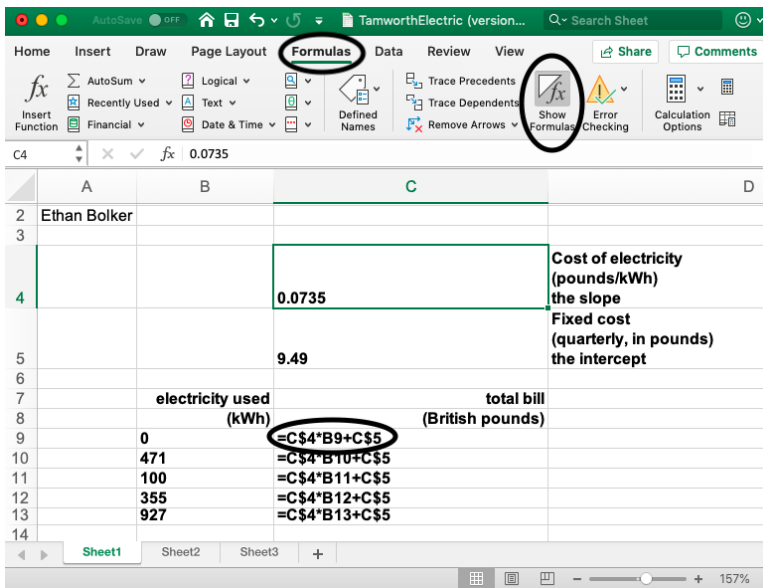 AutoSave OFF TamworthElectric (version... Search Sheet
Home Insert Draw Page Layout Formulas Data Review View Share Comments
fx AutoSum ? Logical Trace Precedents fx
Recently Used A Text θ Trace Dependents
Insert Function Financial Date & Time Defined Names Remove Arrows Show Formulas Error Checking Calculation Options
C4 fx 0.0735
A B C D
2 Ethan Bolker
3
Cost of electricity
(pounds/kWh)
4 0.0735 the slope
Fixed cost
(quarterly, in pounds)
5 9.49 the intercept
6
7 electricity used total bill
8 (kWh) (British pounds)
9 0 =C$4*B9+C$5
10 471 =C$4*B10+C$5
11 100 =C$4*B11+C$5
12 355 =C$4*B12+C$5
13 927 =C$4*B13+C$5
14
Sheet1 Sheet2 Sheet3 +
− + 157%